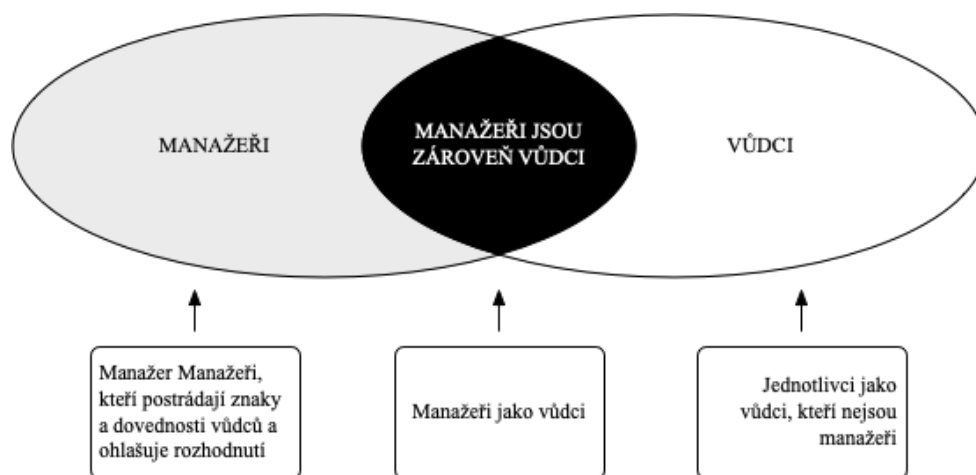 MANAŽEŘI
MANAŽEŘI JSOU
ZÁROVEŇ VŮDCI
VŮDCI
Manažer Manažeři,
kteří postrádají znaky
a dovednosti vůdců a
ohlašuje rozhodnutí
Manažeři jako vůdci
Jednotlivci jako
vůdci, kteří nejsou
manažeři